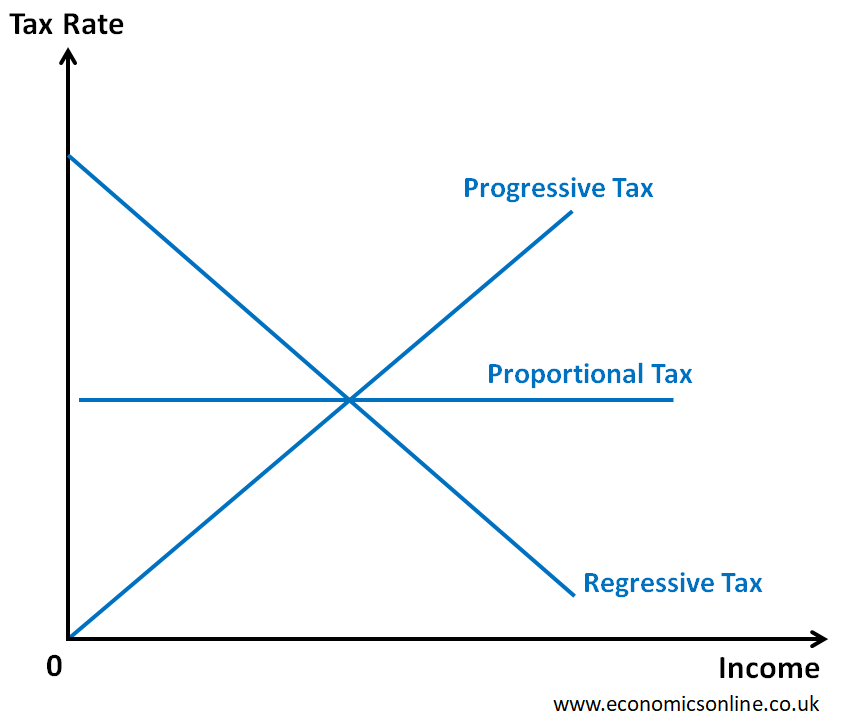 Tax Rate
Progressive Tax
Proportional Tax
Regressive Tax
0
Income
www.economicsonline.co.uk